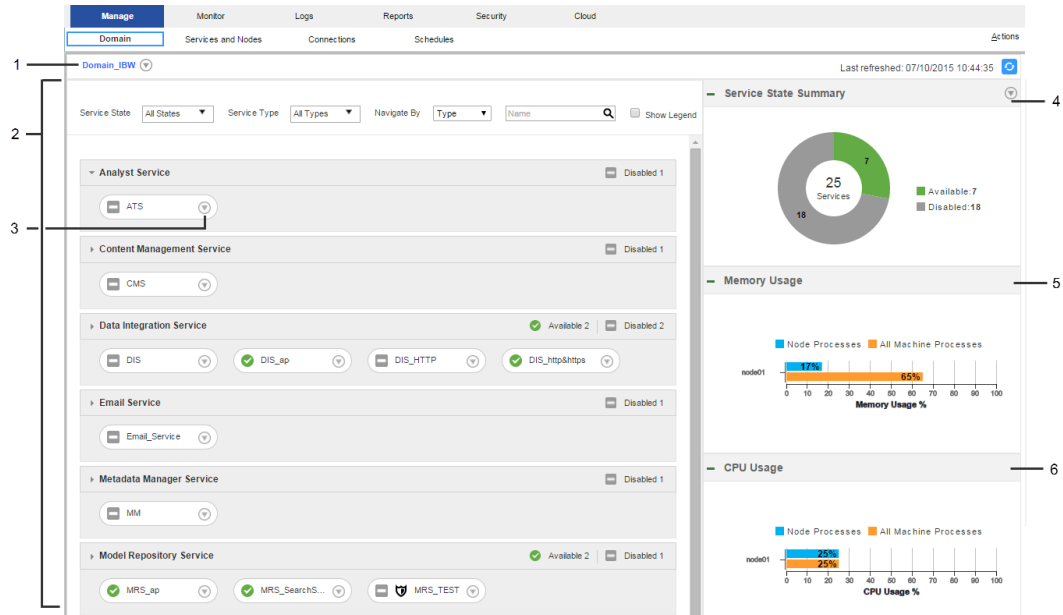 Manage Monitor Logs Reports Security Cloud
Domain Services and Nodes Connections Schedules Actions
1 Domain_IBW Last refreshed: 07/10/2015 10:44:35
2
Service State All States Service Type All Types Navigate By Type Name Show Legend
Analyst Service Disabled 1
3 ATS
Content Management Service Disabled 1
CMS
Data Integration Service Available 2 Disabled 2
DIS DIS_ap DIS_HTTP DIS_http&https
Email Service Disabled 1
Email_Service
Metadata Manager Service Disabled 1
MM
Model Repository Service Available 2 Disabled 1
MRS_ap MRS_SearchS... MRS_TEST
Service State Summary 4
7
25
Services
18
Available:7
Disabled:18
Memory Usage 5
Node Processes All Machine Processes
17%
node01
65%
0 10 20 30 40 50 60 70 80 90 100
Memory Usage %
CPU Usage 6
Node Processes All Machine Processes
25%
node01
25%
0 10 20 30 40 50 60 70 80 90 100
CPU Usage %